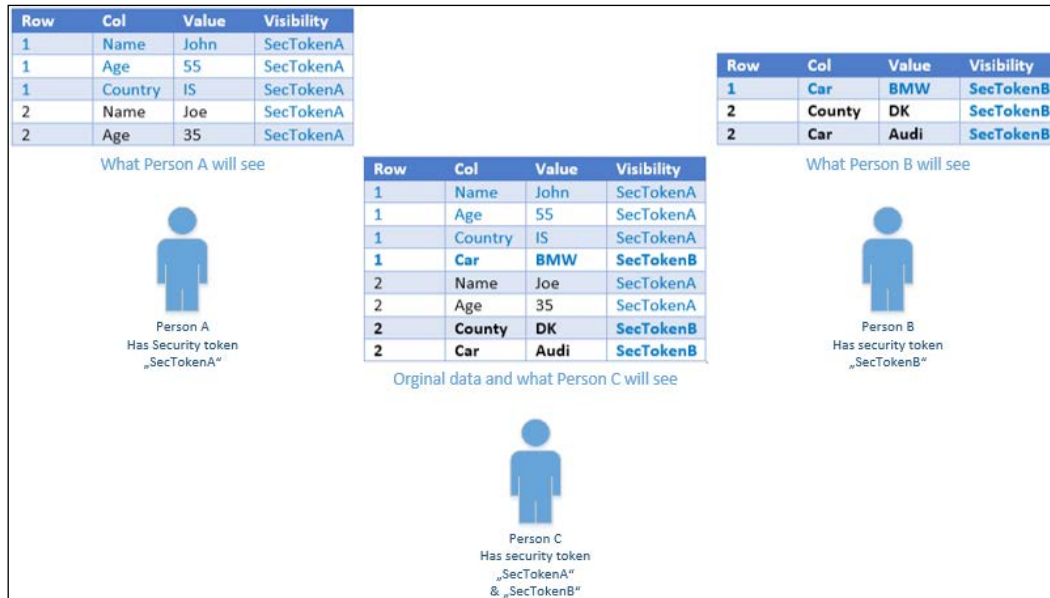 Row Col Value Visibility
1 Name John SecTokenA
1 Age 55 SecTokenA
1 Country IS SecTokenA
2 Name Joe SecTokenA
2 Age 35 SecTokenA
What Person A will see
Person A
Has Security token
„SecTokenA“
Row Col Value Visibility
1 Name John SecTokenA
1 Age 55 SecTokenA
1 Country IS SecTokenA
1 Car BMW SecTokenB
2 Name Joe SecTokenA
2 Age 35 SecTokenA
2 County DK SecTokenB
2 Car Audi SecTokenB
Orginal data and what Person C will see
Person C
Has security token
„SecTokenA“
& „SecTokenB“
Row Col Value Visibility
1 Car BMW SecTokenB
2 County DK SecTokenB
2 Car Audi SecTokenB
What Person B will see
Person B
Has security token
„SecTokenB“